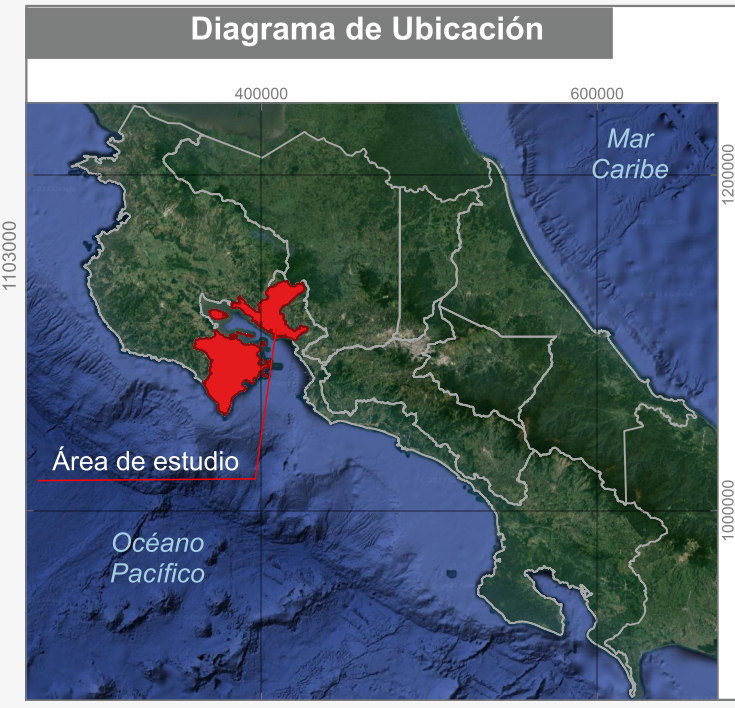 Diagrama de Ubicación
400000
600000
Mar
Caribe
1200000
1103000
Área de estudio
1000000
Océano
Pacífico